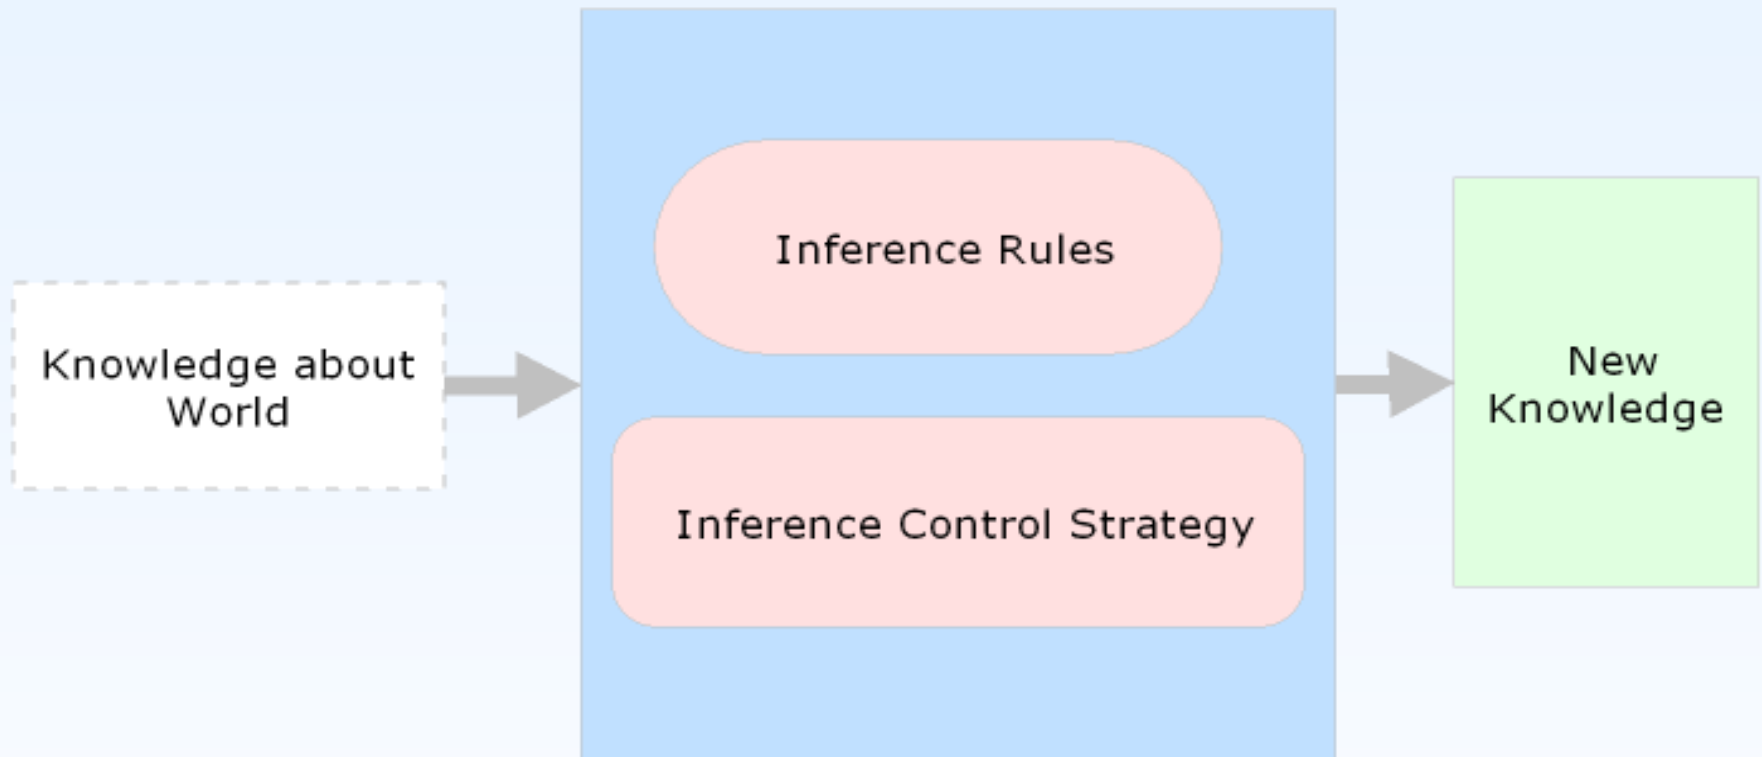 Knowledge about
World
Inference Rules
Inference Control Strategy
New
Knowledge